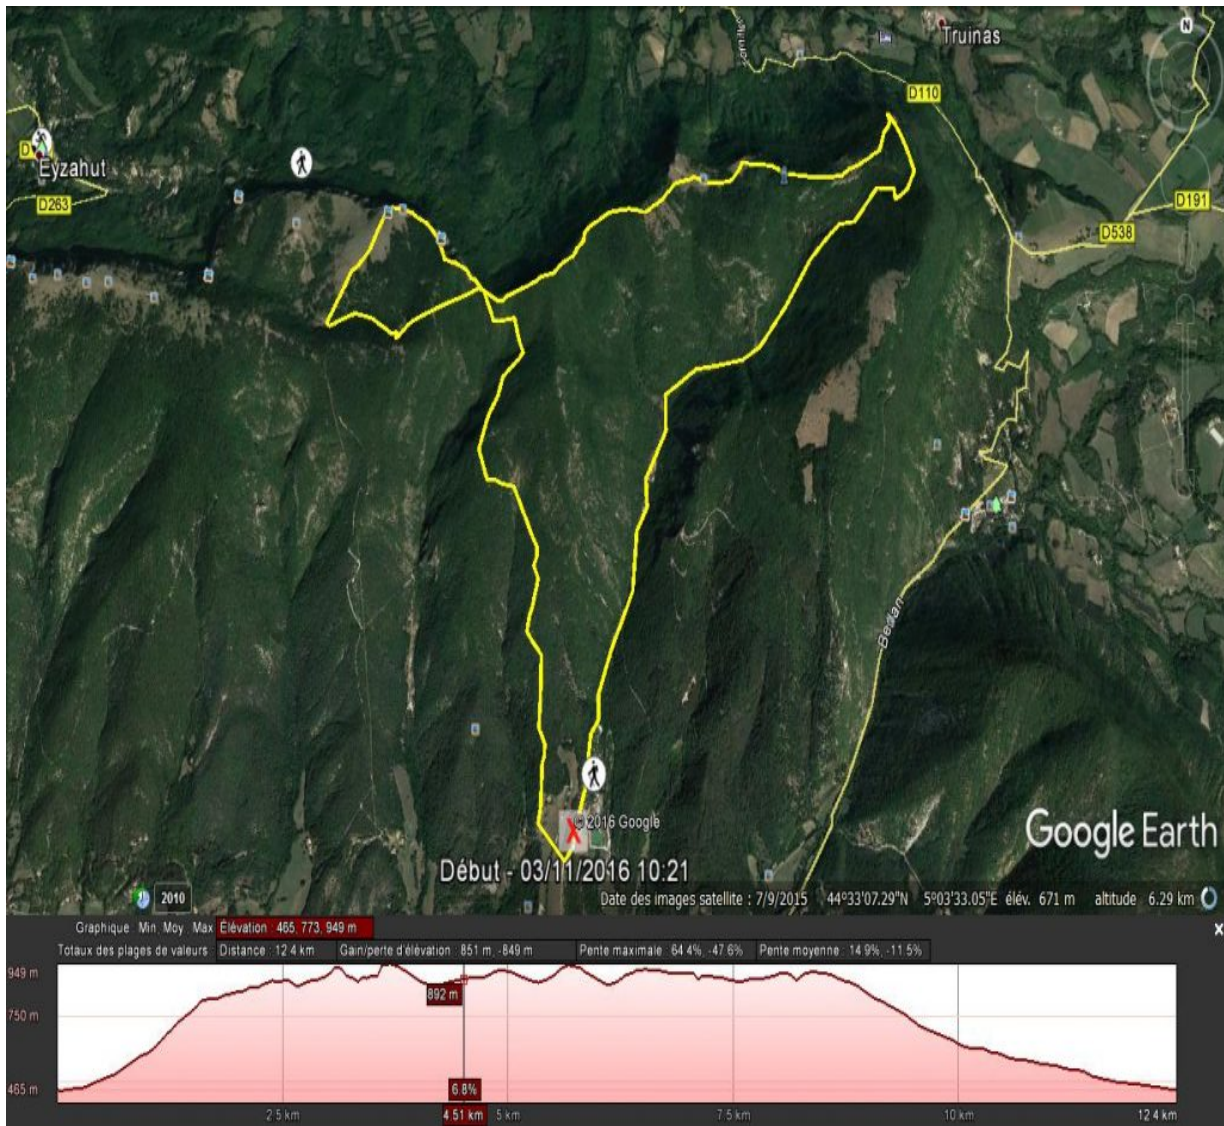 N
Truinas
D110
Eyzahut
D263
D191
D538
Bedian
© 2016 Google
Google Earth
Début - 03/11/2016 10:21
2010
Date des images satellite : 7/9/2015 44°33'07.29"N 5°03'33.05"E élév. 671 m altitude 6.29 km
Graphique Min, Moy, Max Élévation : 465, 773, 949 m
Totaux des plages de valeurs Distance : 12.4 km Gain/perte d'élévation : 851 m, -849 m Pente maximale : 64.4%, -47.6% Pente moyenne : 14.9%, -11.5%
949 m
892 m
750 m
465 m
6.8%
2.5 km 4.51 km 5 km 7.5 km 10 km 12.4 km